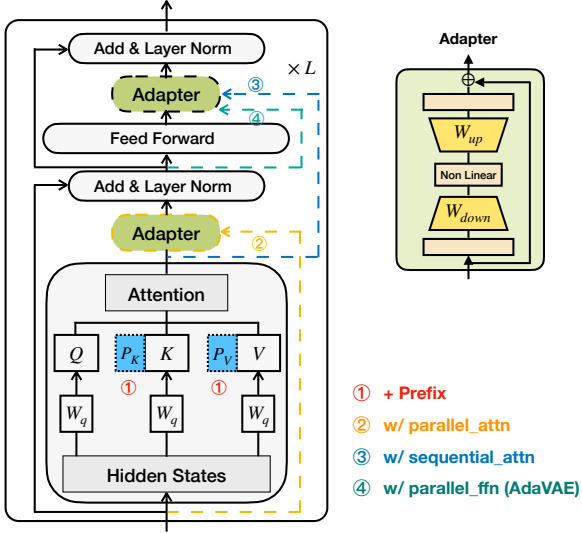 Add & Layer Norm
× L
③
Adapter
④
Feed Forward
Add & Layer Norm
Adapter
②
Attention
Q
P_K
K
P_V
V
①
①
W_q
W_q
W_q
Hidden States
Adapter
W_up
Non Linear
W_down
① + Prefix
② w/ parallel_attn
③ w/ sequential_attn
④ w/ parallel_ffn (AdaVAE)